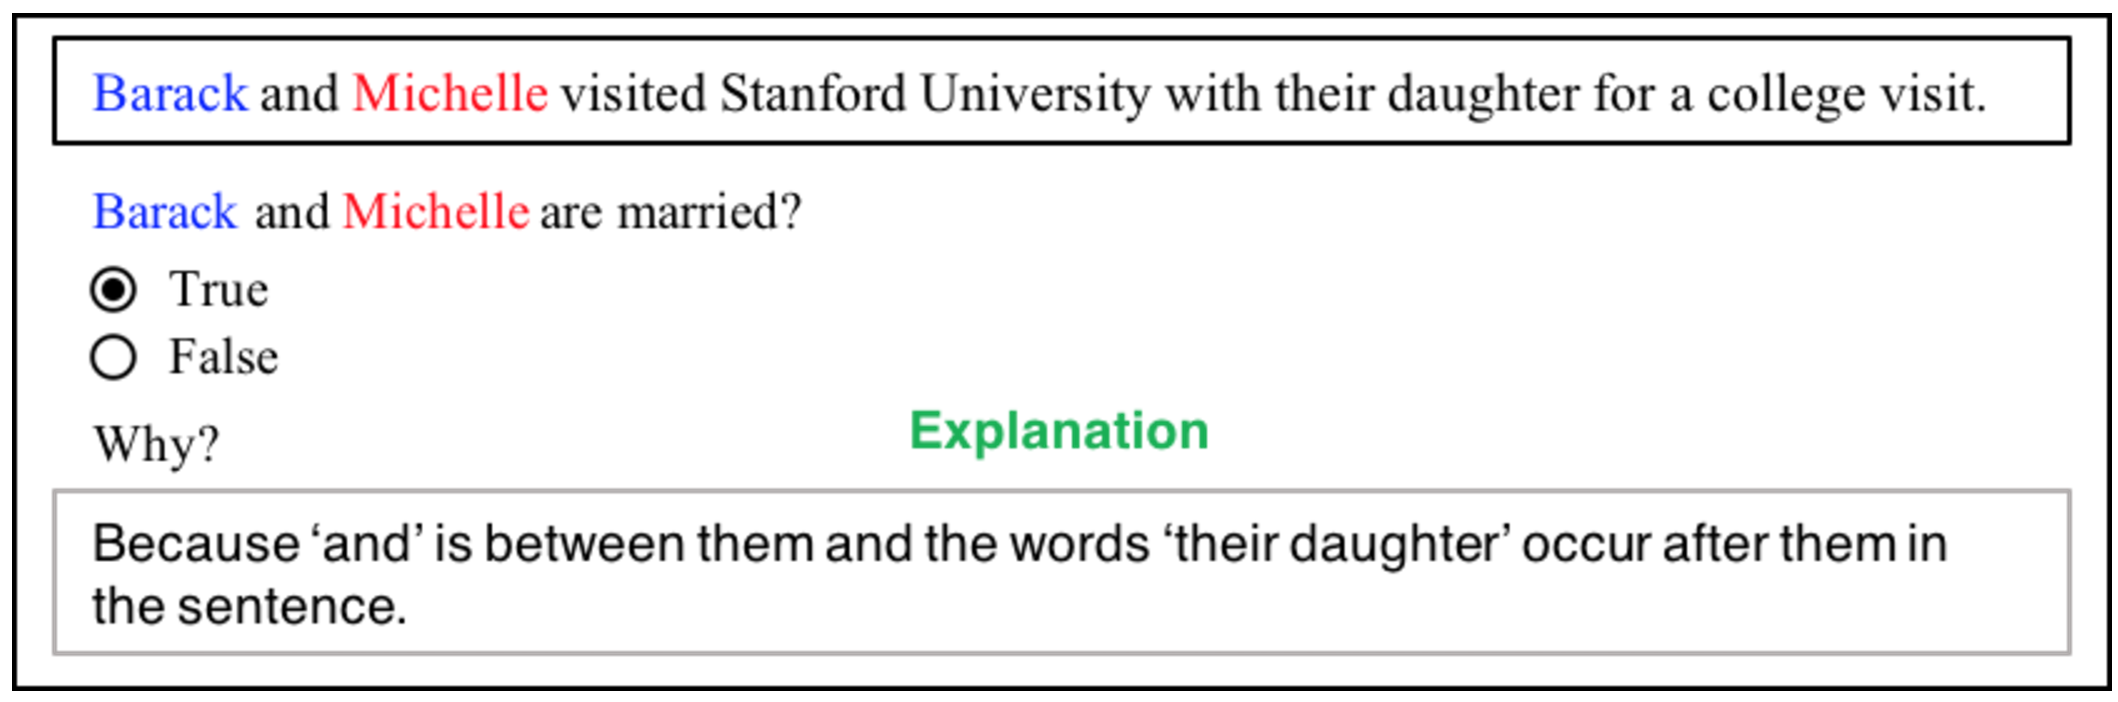 Barack and Michelle visited Stanford University with their daughter for a college visit.
Barack and Michelle are married?
True
False
Why?
Explanation
Because ‘and’ is between them and the words ‘their daughter’ occur after them in
the sentence.